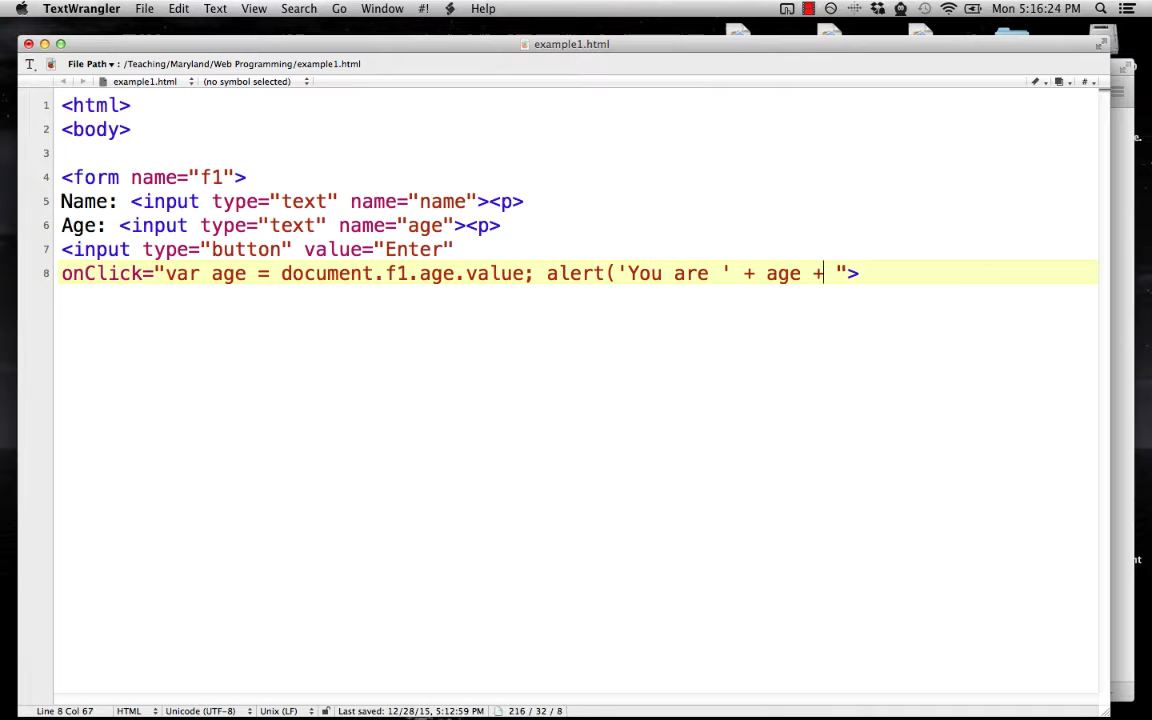 TextWrangler File Edit Text View Search Go Window #! Help Mon 5:16:24 PM
example1.html
File Path ▾ : /Teaching/Maryland/Web Programming/example1.html
example1.html (no symbol selected) #
1 <html>
2 <body>
3
4 <form name="f1">
5 Name: <input type="text" name="name"><p>
6 Age: <input type="text" name="age"><p>
7 <input type="button" value="Enter"
8 onClick="var age = document.f1.age.value; alert('You are ' + age + ">
Line 8 Col 67 HTML Unicode (UTF-8) Unix (LF) Last saved: 12/28/15, 5:12:59 PM 216 / 32 / 8